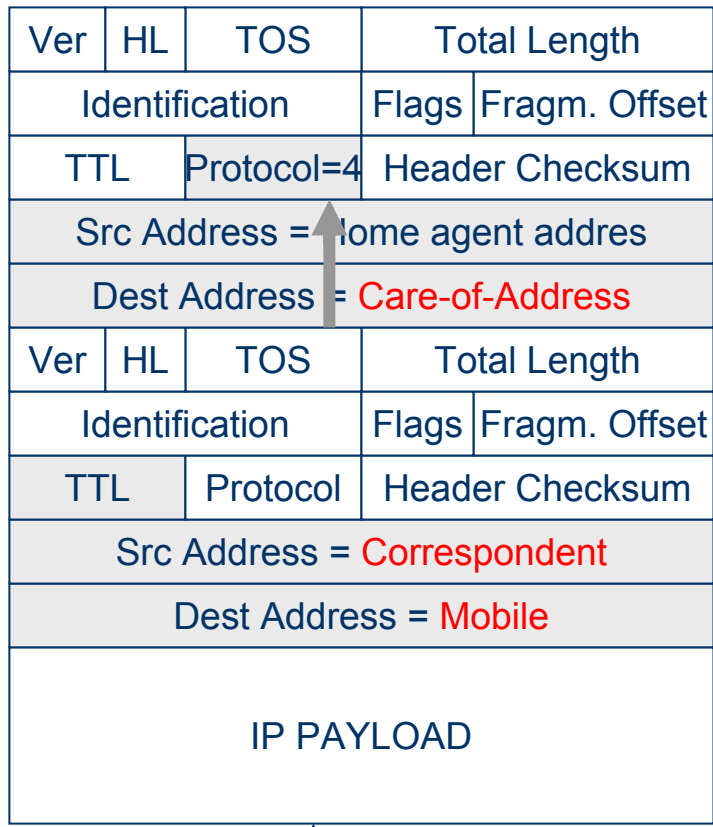 Ver HL TOS Total Length
Identification Flags Fragm. Offset
TTL Protocol=4 Header Checksum
Src Address = Home agent addres
Dest Address = Care-of-Address
Ver HL TOS Total Length
Identification Flags Fragm. Offset
TTL Protocol Header Checksum
Src Address = Correspondent
Dest Address = Mobile
IP PAYLOAD